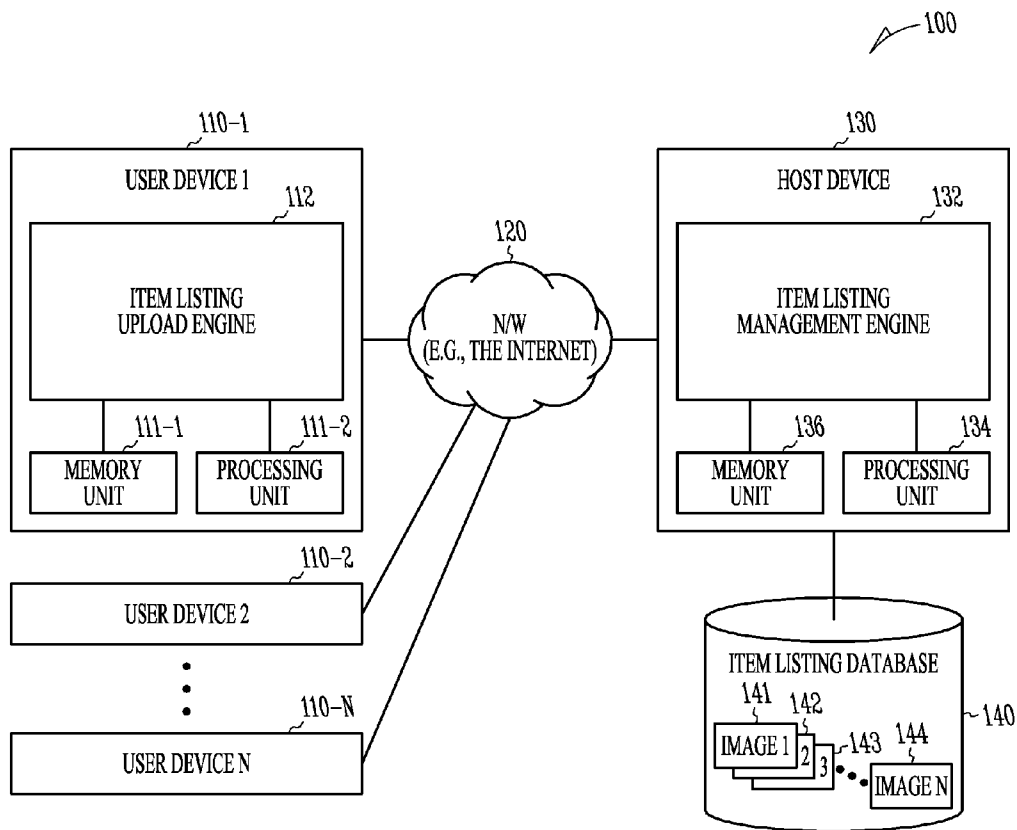 100
110-1
USER DEVICE 1
112
ITEM LISTING
UPLOAD ENGINE
111-1
MEMORY
UNIT
111-2
PROCESSING
UNIT
110-2
USER DEVICE 2
110-N
USER DEVICE N
120
N/W
(E.G., THE INTERNET)
130
HOST DEVICE
132
ITEM LISTING
MANAGEMENT ENGINE
136
MEMORY
UNIT
134
PROCESSING
UNIT
ITEM LISTING DATABASE
140
141
IMAGE 1
142
2
143
3
144
IMAGE N